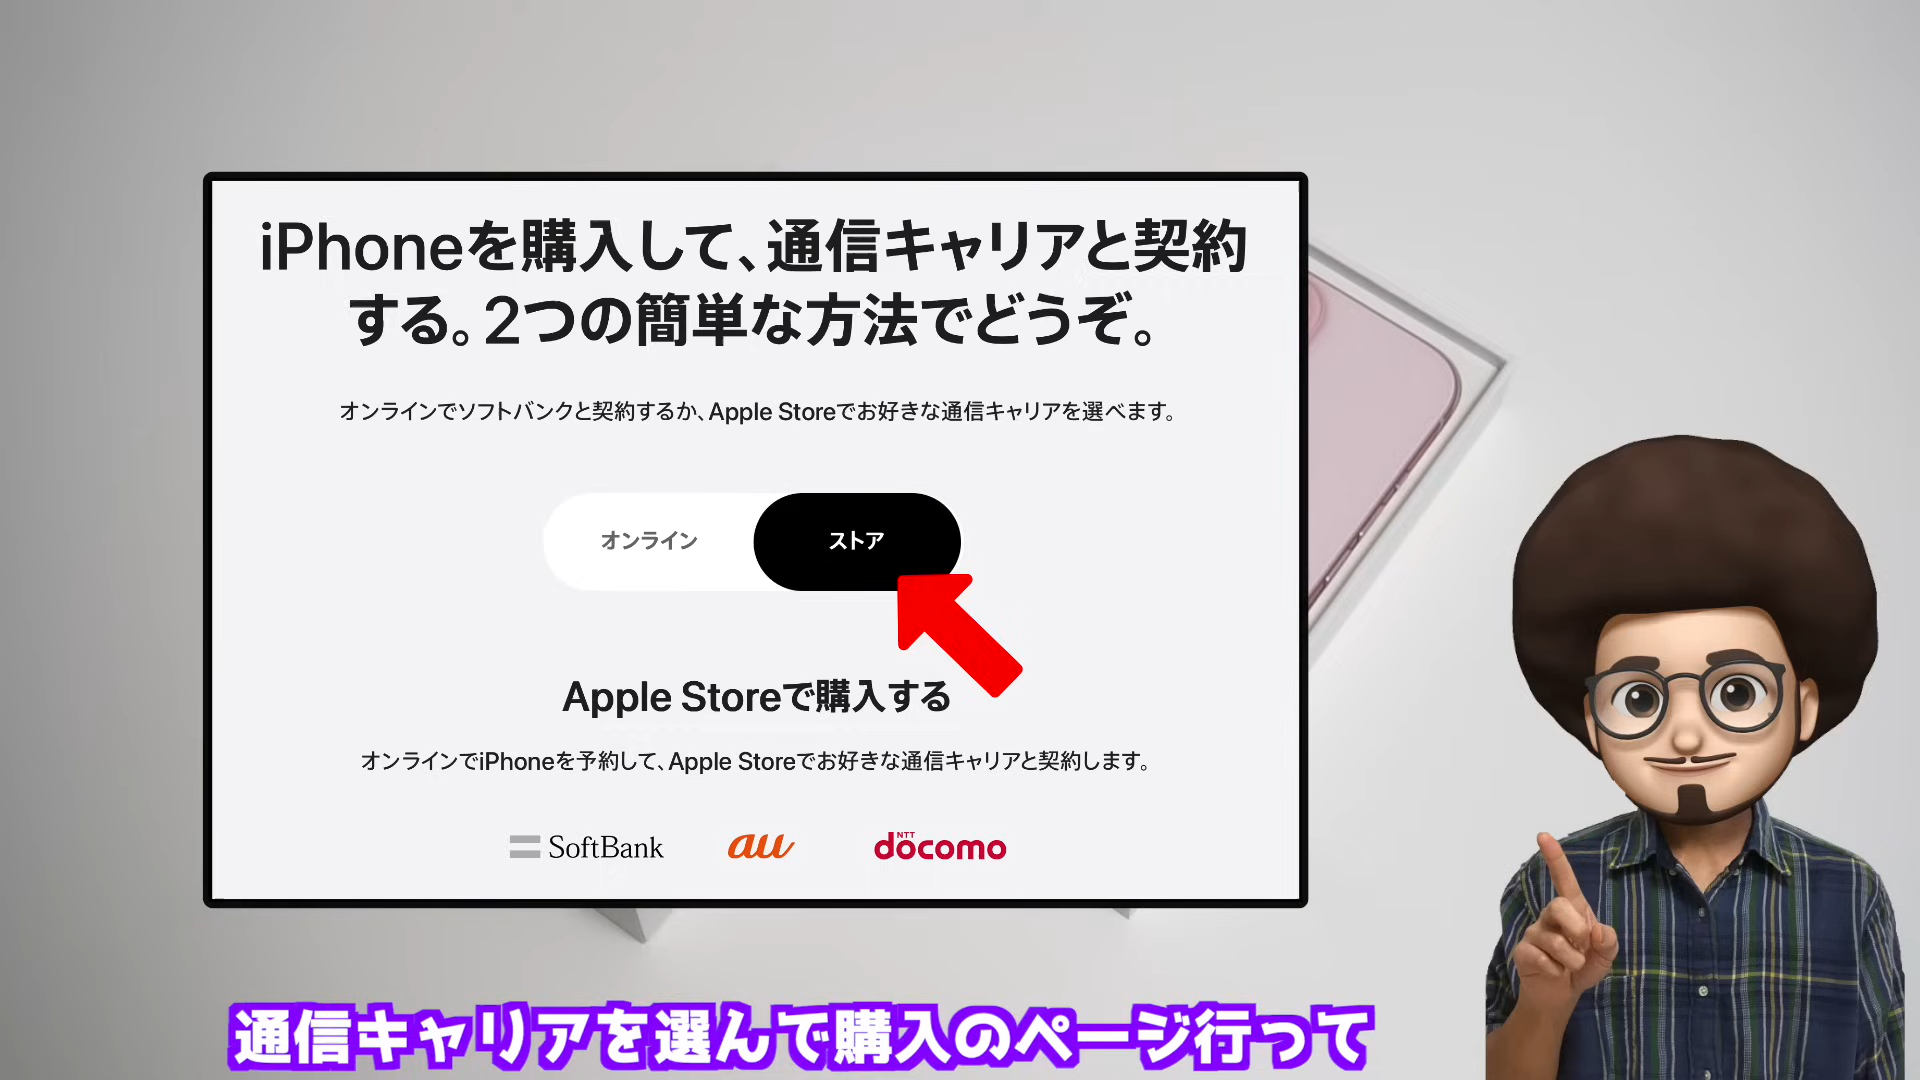 iPhoneを購入して、通信キャリアと契約
する。2つの簡単な方法でどうぞ。
オンラインでソフトバンクと契約するか、Apple Storeでお好きな通信キャリアを選べます。
オンライン
ストア
Apple Storeで購入する
オンラインでiPhoneを予約して、Apple Storeでお好きな通信キャリアと契約します。
SoftBank
au
NTT
docomo
通信キャリアを選んで購入のページ行って